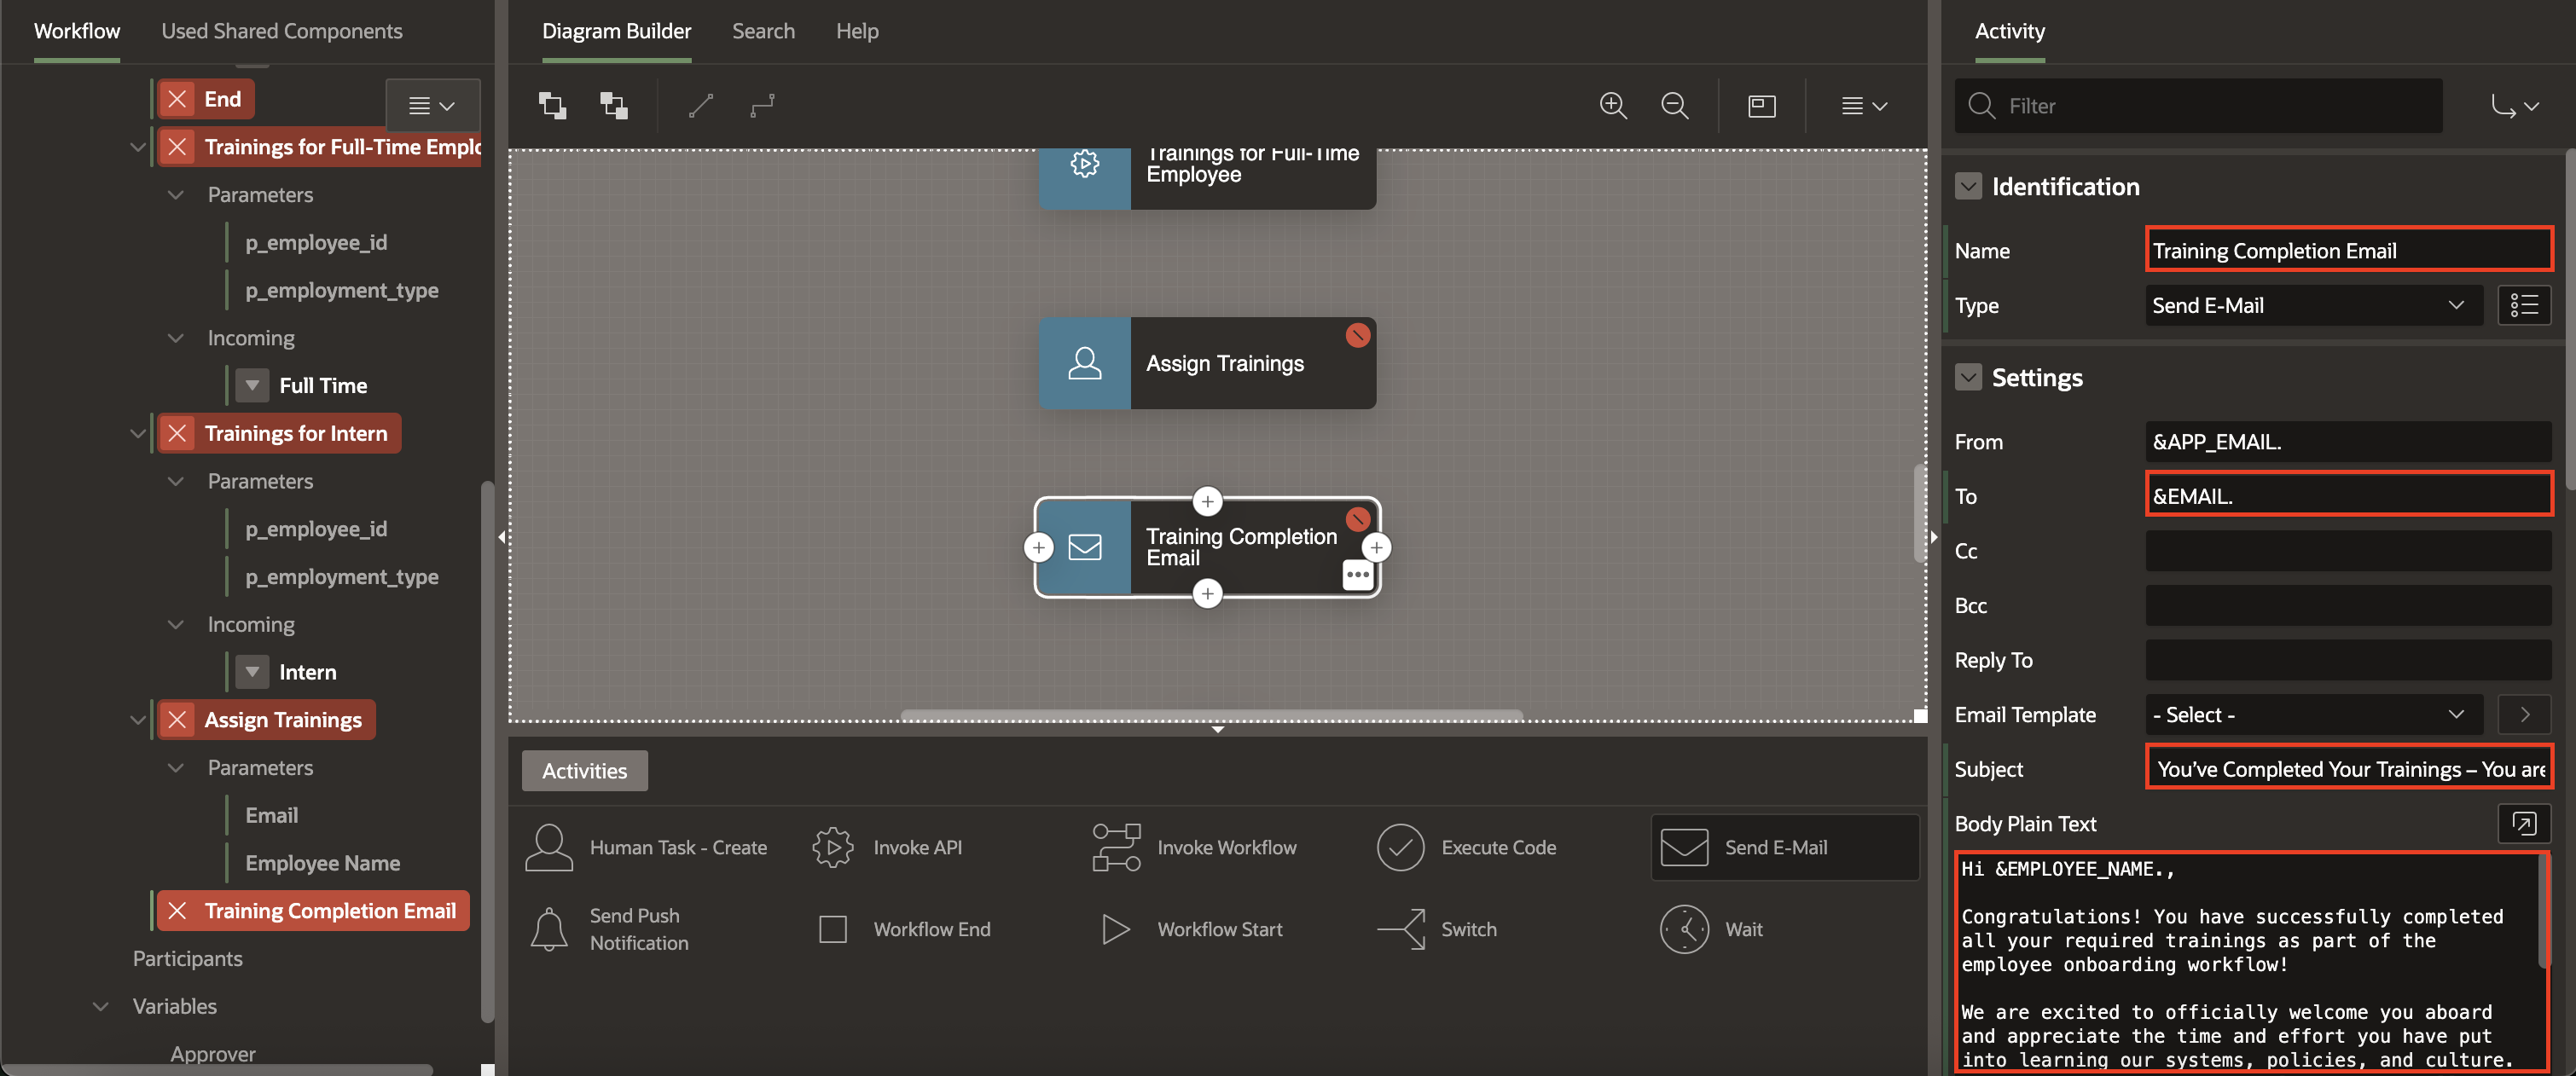 Workflow
Used Shared Components
End
Trainings for Full-Time Emplo
Parameters
p_employee_id
p_employment_type
Incoming
Full Time
Trainings for Intern
Parameters
p_employee_id
p_employment_type
Incoming
Intern
Assign Trainings
Parameters
Email
Employee Name
Training Completion Email
Participants
Variables
Approver
Diagram Builder
Search
Help
Trainings for Full-Time
Employee
Assign Trainings
Training Completion
Email
Activities
Human Task - Create
Invoke API
Invoke Workflow
Execute Code
Send E-Mail
Send Push
Notification
Workflow End
Workflow Start
Switch
Wait
Activity
Filter
Identification
Name
Training Completion Email
Type
Send E-Mail
Settings
From
&APP_EMAIL.
To
&EMAIL.
Cc
Bcc
Reply To
Email Template
- Select -
Subject
You’ve Completed Your Trainings – You are
Body Plain Text
Hi &EMPLOYEE_NAME.,
Congratulations! You have successfully completed
all your required trainings as part of the
employee onboarding workflow!
We are excited to officially welcome you aboard
and appreciate the time and effort you have put
into learning our systems, policies, and culture.